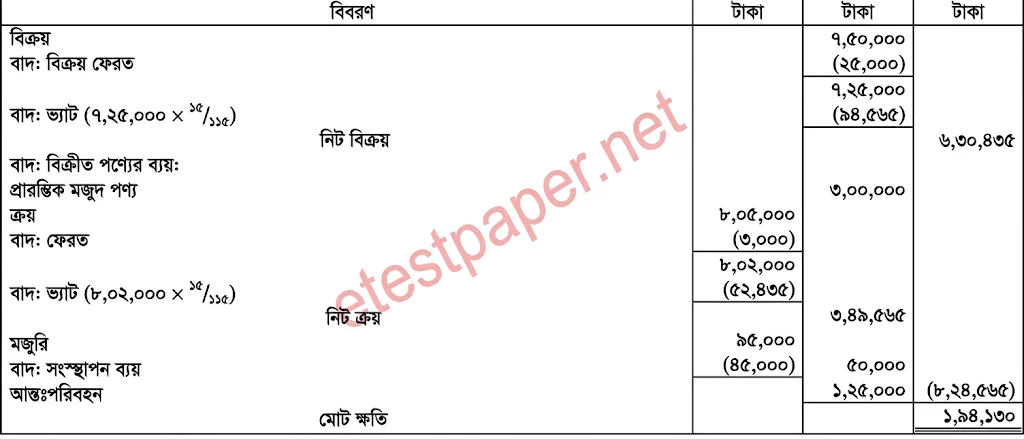 বিবরণ টাকা টাকা টাকা
বিক্রয় ৭,৫০,০০০
বাদ: বিক্রয় ফেরত (২৫,০০০)
৭,২৫,০০০
বাদ: ভ্যাট (৭,২৫,০০০ × ১৫/১১৫) (৯৪,৫৬৫)
নিট বিক্রয় ৬,৩০,৪৩৫
বাদ: বিক্রীত পণ্যের ব্যয়:
প্রারম্ভিক মজুদ পণ্য ৩,০০,০০০
ক্রয় ৮,০৫,০০০
বাদ: ফেরত (৩,০০০)
৮,০২,০০০
বাদ: ভ্যাট (৮,০২,০০০ × ১৫/১১৫) (৫২,৪৩৫)
নিট ক্রয় ৩,৪৯,৫৬৫
মজুরি ৯৫,০০০
বাদ: সংস্থাপন ব্যয় (৪৫,০০০) ৫০,০০০
আন্তঃপরিবহন ১,২৫,০০০ (৮,২৪,৫৬৫)
মোট ক্ষতি ১,৯৪,১৩০
etestpaper.net